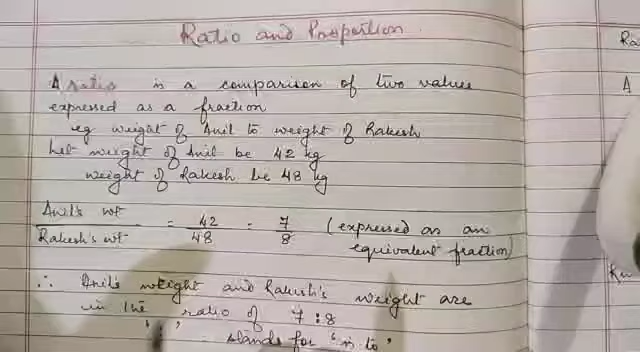 Ratio and Proportion
A ratio is a comparison of two values
expressed as a fraction
eg weight of Anil to weight of Rakesh
Let weight of Anil be 42 kg
weight of Rakesh be 48 kg
Anil's wt / Rakesh's wt = 42 / 48 = 7 / 8 (expressed as an
equivalent fraction)
∴ Anil's weight and Rakesh's weight are
in the ratio of 7:8
stands for "is to"
Ra
A
Ra